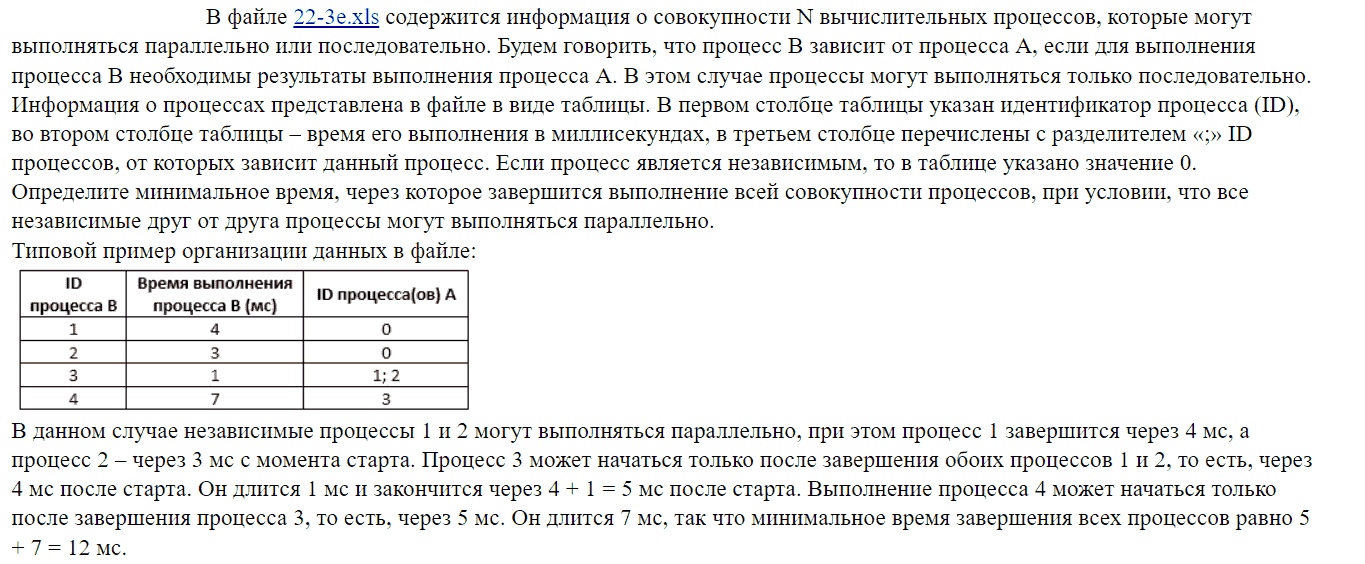 В файле 22-3e.xls содержится информация о совокупности N вычислительных процессов, которые могут
выполняться параллельно или последовательно. Будем говорить, что процесс B зависит от процесса A, если для выполнения
процесса B необходимы результаты выполнения процесса A. В этом случае процессы могут выполняться только последовательно.
Информация о процессах представлена в файле в виде таблицы. В первом столбце таблицы указан идентификатор процесса (ID),
во втором столбце таблицы – время его выполнения в миллисекундах, в третьем столбце перечислены с разделителем «;» ID
процессов, от которых зависит данный процесс. Если процесс является независимым, то в таблице указано значение 0.
Определите минимальное время, через которое завершится выполнение всей совокупности процессов, при условии, что все
независимые друг от друга процессы могут выполняться параллельно.
Типовой пример организации данных в файле:
ID процесса B | Время выполнения процесса B (мс) | ID процесса(ов) A
1 4 0
2 3 0
3 1 1; 2
4 7 3
В данном случае независимые процессы 1 и 2 могут выполняться параллельно, при этом процесс 1 завершится через 4 мс, а
процесс 2 – через 3 мс с момента старта. Процесс 3 может начаться только после завершения обоих процессов 1 и 2, то есть, через
4 мс после старта. Он длится 1 мс и закончится через 4 + 1 = 5 мс после старта. Выполнение процесса 4 может начаться только
после завершения процесса 3, то есть, через 5 мс. Он длится 7 мс, так что минимальное время завершения всех процессов равно 5
+ 7 = 12 мс.